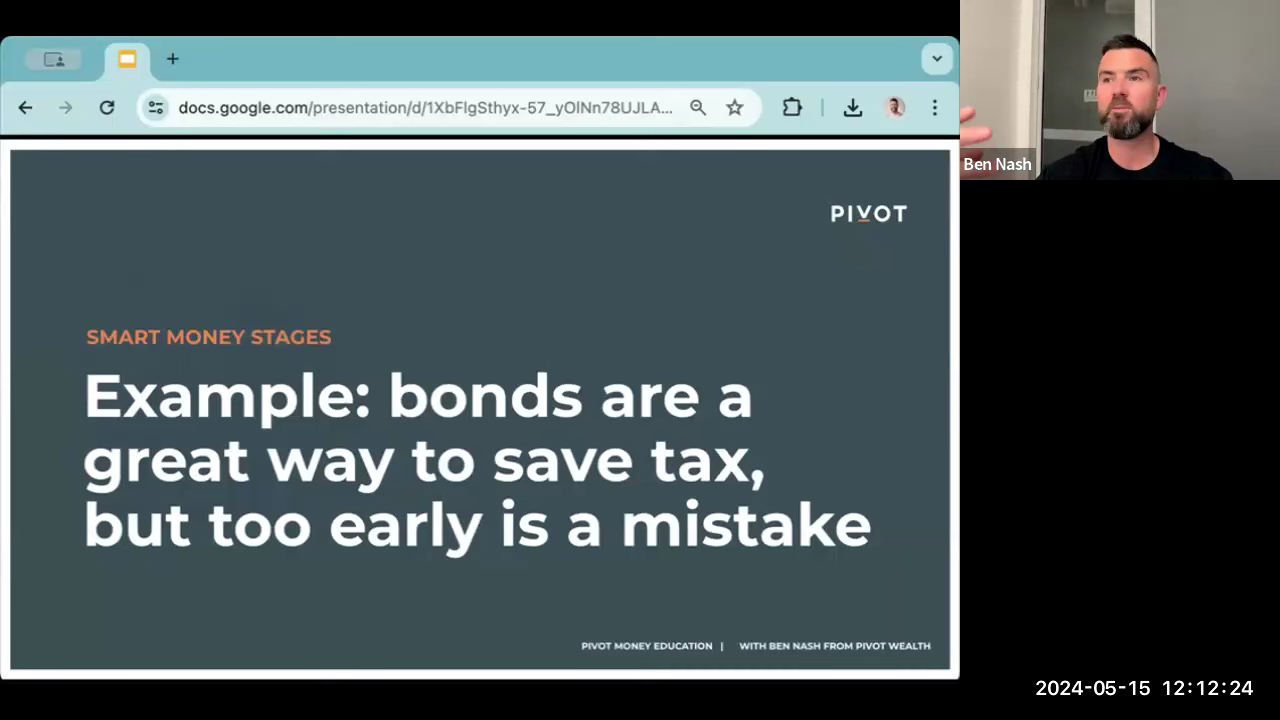 docs.google.com/presentation/d/1XbFIgSthyx-57_yOINn78UJLA...
Ben Nash
PIVOT
SMART MONEY STAGES
Example: bonds are a
great way to save tax,
but too early is a mistake
PIVOT MONEY EDUCATION | WITH BEN NASH FROM PIVOT WEALTH
2024-05-15 12:12:24